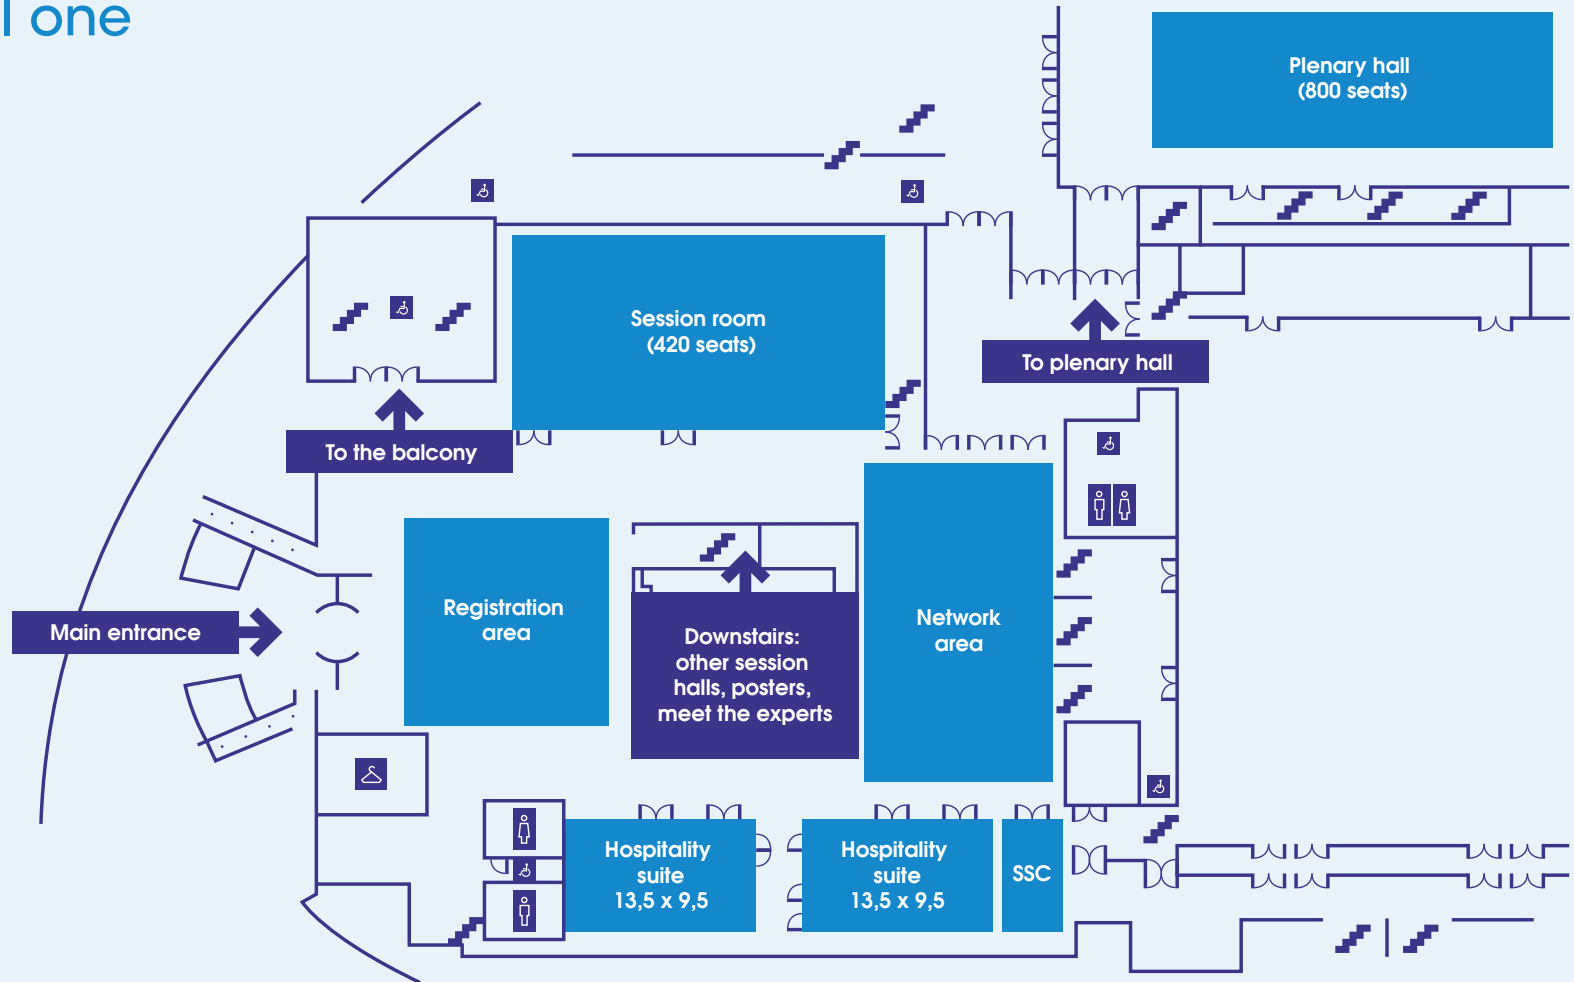 one
Plenary hall
(800 seats)
Session room
(420 seats)
To plenary hall
To the balcony
Main entrance
Registration
area
Downstairs:
other session
halls, posters,
meet the experts
Network
area
Hospitality
suite
13,5 x 9,5
Hospitality
suite
13,5 x 9,5
SSC